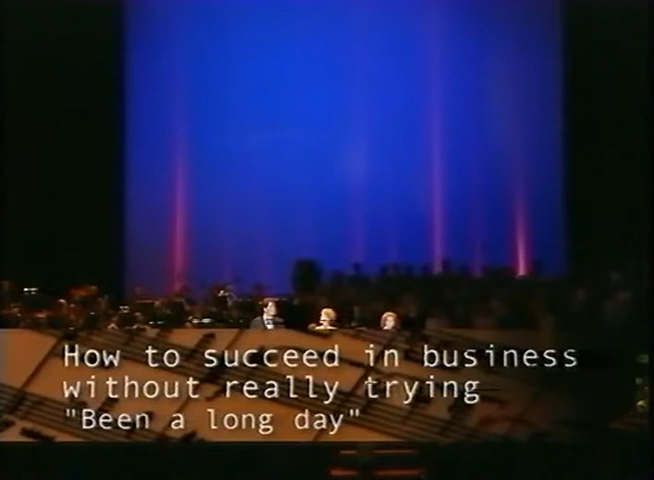 How to succeed in business
without really trying
"Been a long day"